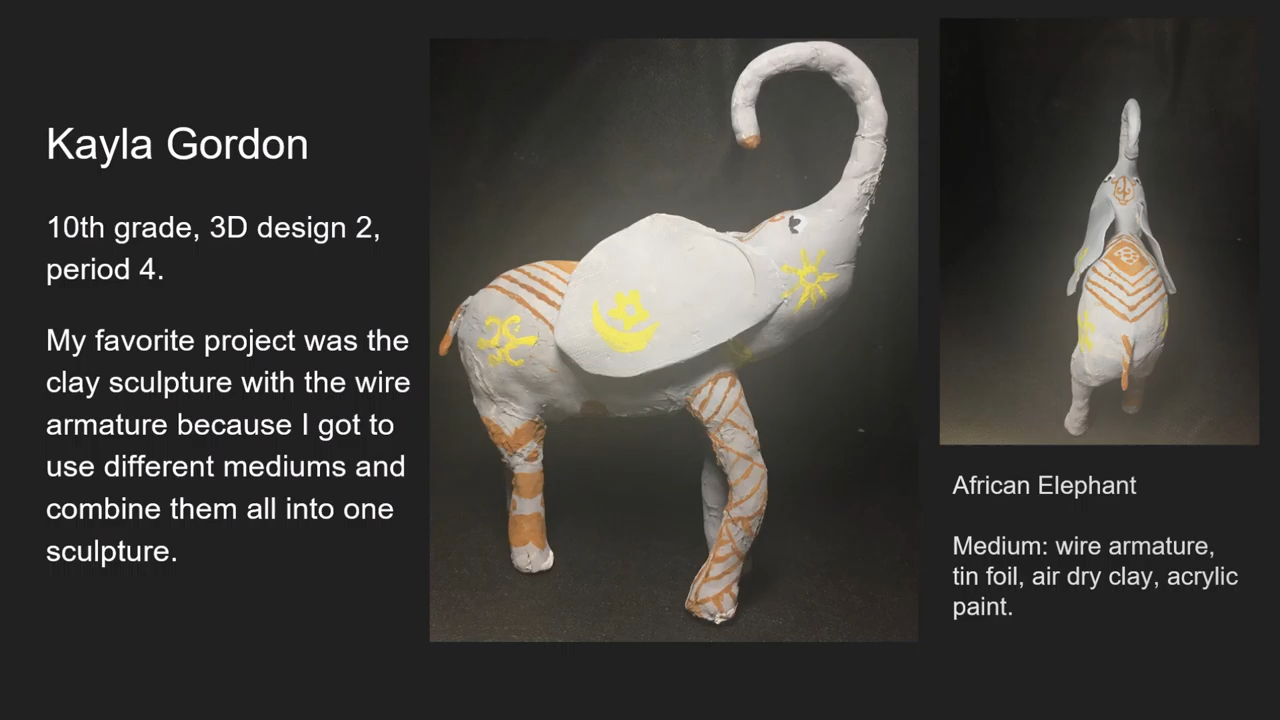 Kayla Gordon
10th grade, 3D design 2,
period 4.
My favorite project was the
clay sculpture with the wire
armature because I got to
use different mediums and
combine them all into one
sculpture.
African Elephant
Medium: wire armature,
tin foil, air dry clay, acrylic
paint.